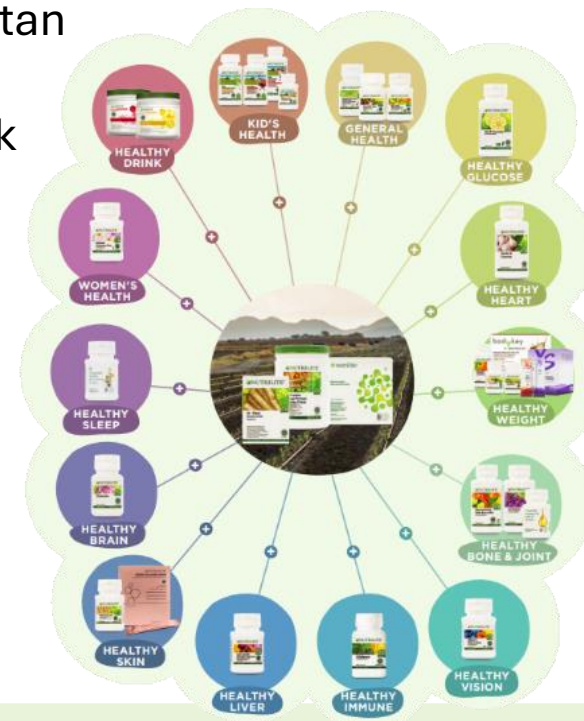 tan
k
HEALTHY
DRINK
KID'S
HEALTH
GENERAL
HEALTH
HEALTHY
GLUCOSE
WOMEN'S
HEALTH
HEALTHY
HEART
HEALTHY
SLEEP
NUTRILITE
HEALTHY
WEIGHT
HEALTHY
BRAIN
HEALTHY
BONE & JOINT
HEALTHY
SKIN
HEALTHY
LIVER
HEALTHY
IMMUNE
HEALTHY
VISION